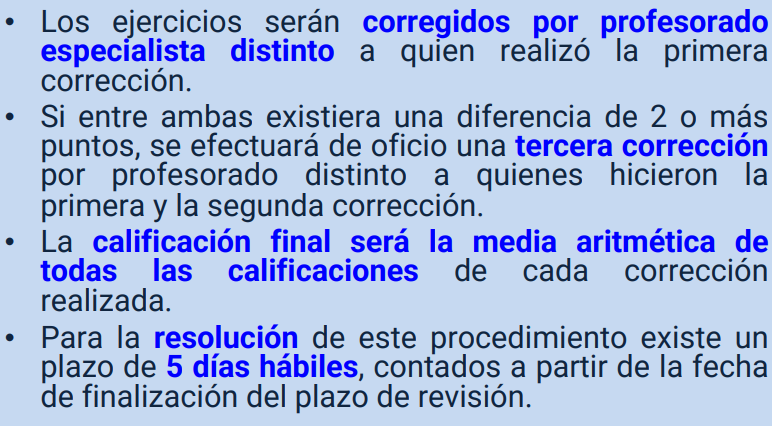 • Los ejercicios serán corregidos por profesorado
especialista distinto a quien realizó la primera
corrección.
• Si entre ambas existiera una diferencia de 2 o más
puntos, se efectuará de oficio una tercera corrección
por profesorado distinto a quienes hicieron la
primera y la segunda corrección.
• La calificación final será la media aritmética de
todas las calificaciones de cada corrección
realizada.
• Para la resolución de este procedimiento existe un
plazo de 5 días hábiles, contados a partir de la fecha
de finalización del plazo de revisión.